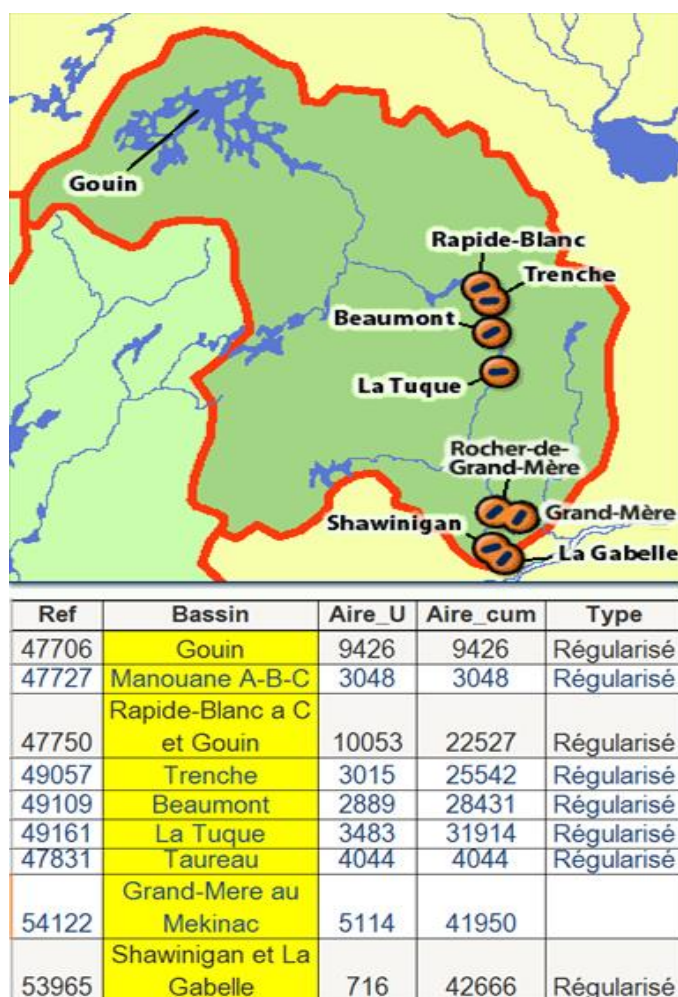 Gouin
Rapide-Blanc
Trenche
Beaumont
La Tuque
Rocher-de-
Grand-Mère
Grand-Mère
Shawinigan
La Gabelle
Ref Bassin Aire_U Aire_cum Type
47706 Gouin 9426 9426 Régularisé
47727 Manouane A-B-C 3048 3048 Régularisé
Rapide-Blanc a C
47750 et Gouin 10053 22527 Régularisé
49057 Trenche 3015 25542 Régularisé
49109 Beaumont 2889 28431 Régularisé
49161 La Tuque 3483 31914 Régularisé
47831 Taureau 4044 4044 Régularisé
Grand-Mere au
54122 Mekinac 5114 41950
Shawinigan et La
53965 Gabelle 716 42666 Régularisé